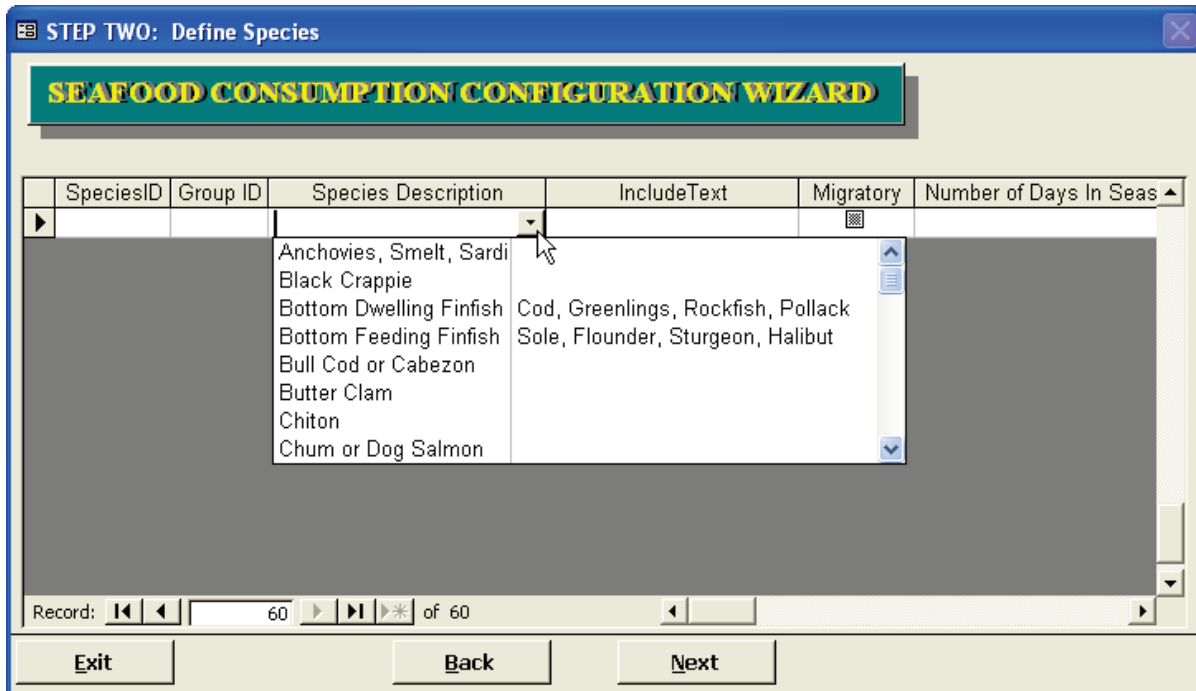 STEP TWO: Define Species
SEAFOOD CONSUMPTION CONFIGURATION WIZARD
SpeciesID Group ID Species Description IncludeText Migratory Number of Days In Seas
Anchovies, Smelt, Sardi
Black Crappie
Bottom Dwelling Finfish Cod, Greenlings, Rockfish, Pollack
Bottom Feeding Finfish Sole, Flounder, Sturgeon, Halibut
Bull Cod or Cabezon
Butter Clam
Chiton
Chum or Dog Salmon
Record: 60 of 60
Exit Back Next